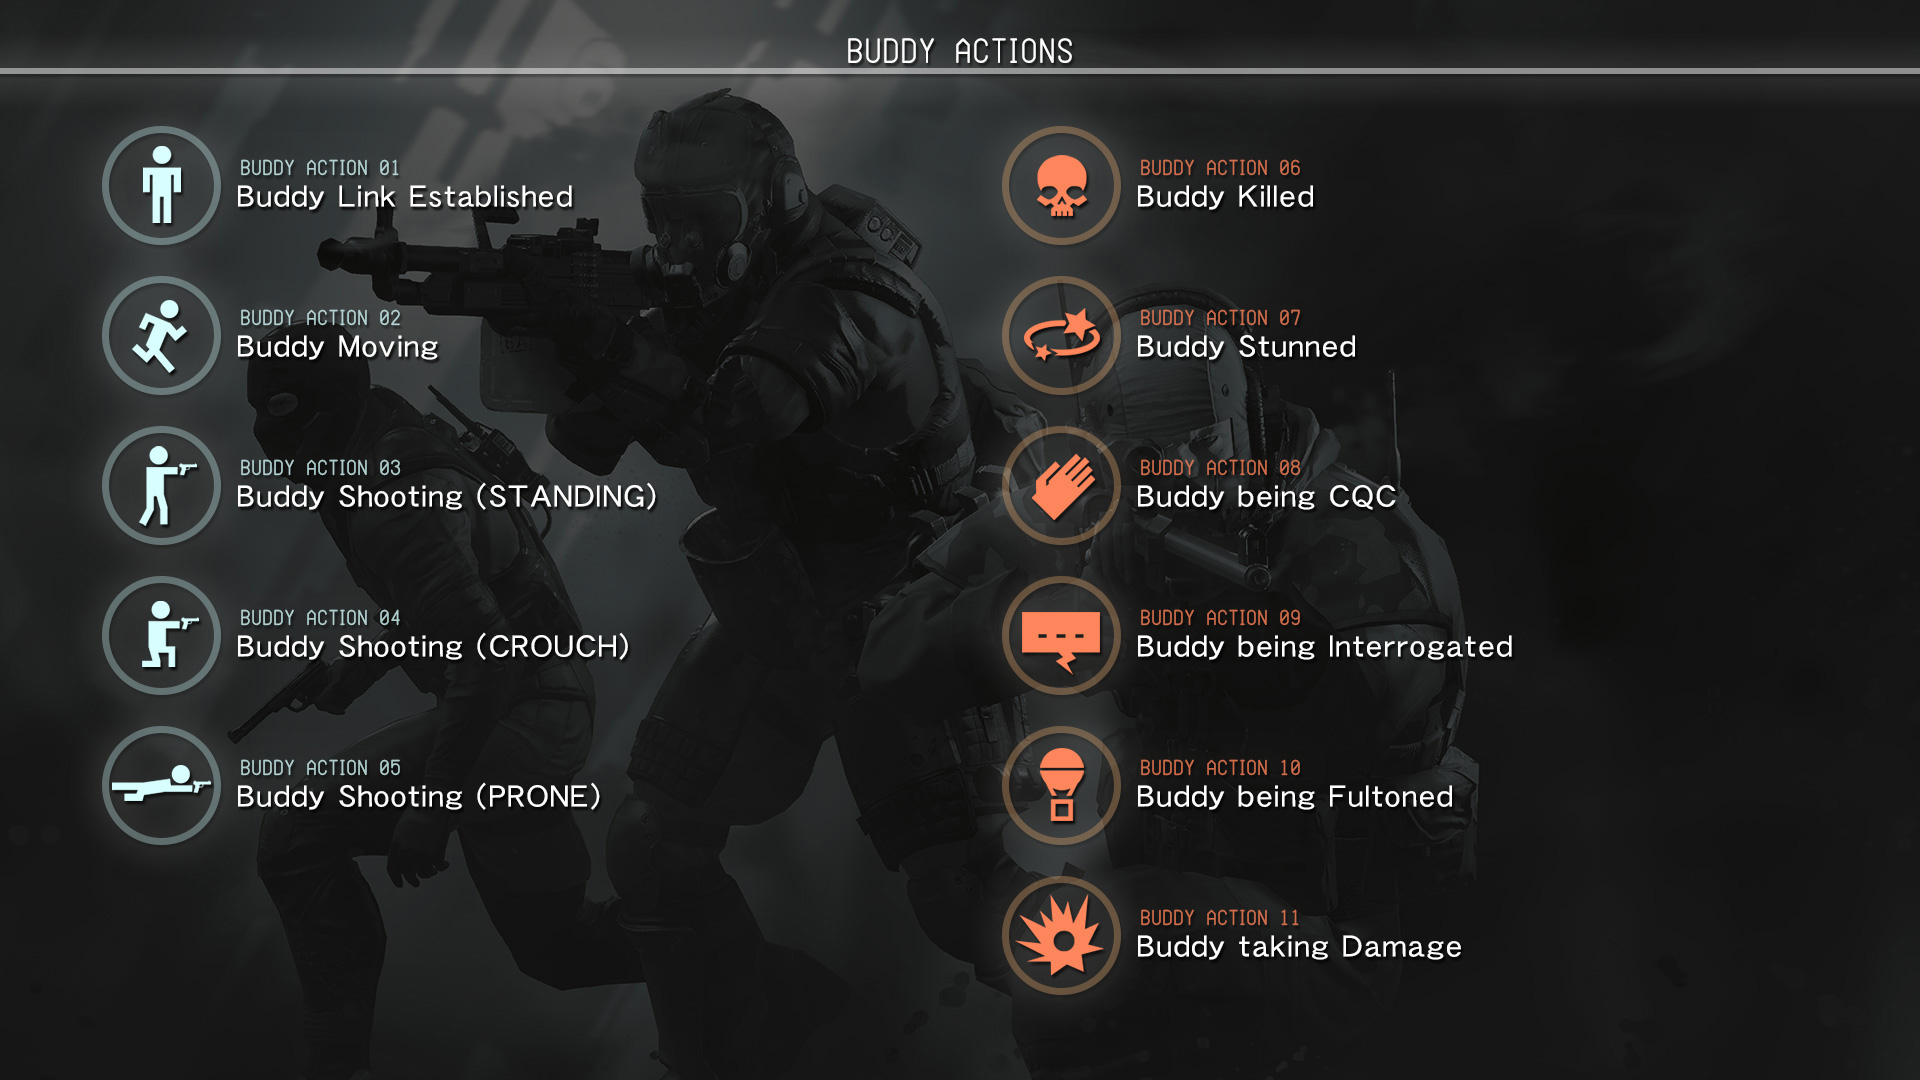 BUDDY ACTIONS
BUDDY ACTION 01
Buddy Link Established
BUDDY ACTION 02
Buddy Moving
BUDDY ACTION 03
Buddy Shooting (STANDING)
BUDDY ACTION 04
Buddy Shooting (CROUCH)
BUDDY ACTION 05
Buddy Shooting (PRONE)
BUDDY ACTION 06
Buddy Killed
BUDDY ACTION 07
Buddy Stunned
BUDDY ACTION 08
Buddy being CQC
BUDDY ACTION 09
Buddy being Interrogated
BUDDY ACTION 10
Buddy being Fultoned
BUDDY ACTION 11
Buddy taking Damage